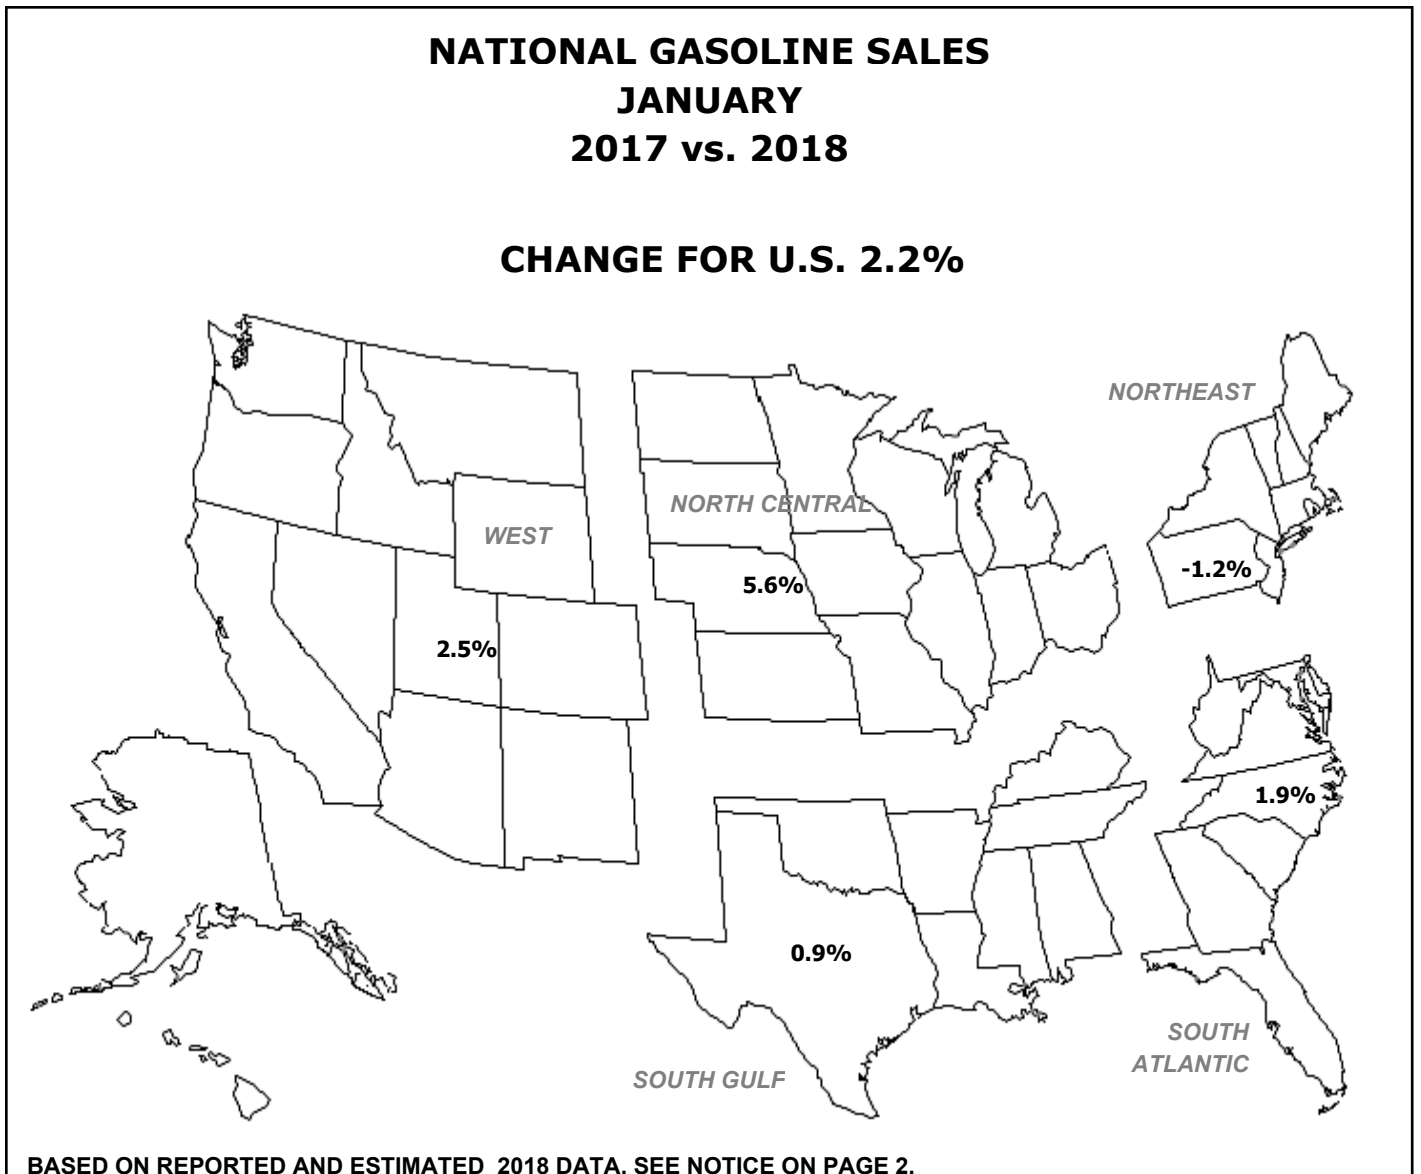 NATIONAL GASOLINE SALES
JANUARY
2017 vs. 2018
CHANGE FOR U.S. 2.2%
NORTHEAST
NORTH CENTRAL
WEST
-1.2%
5.6%
2.5%
1.9%
0.9%
SOUTH
ATLANTIC
SOUTH GULF
BASED ON REPORTED AND ESTIMATED  2018 DATA. SEE NOTICE ON PAGE 2.